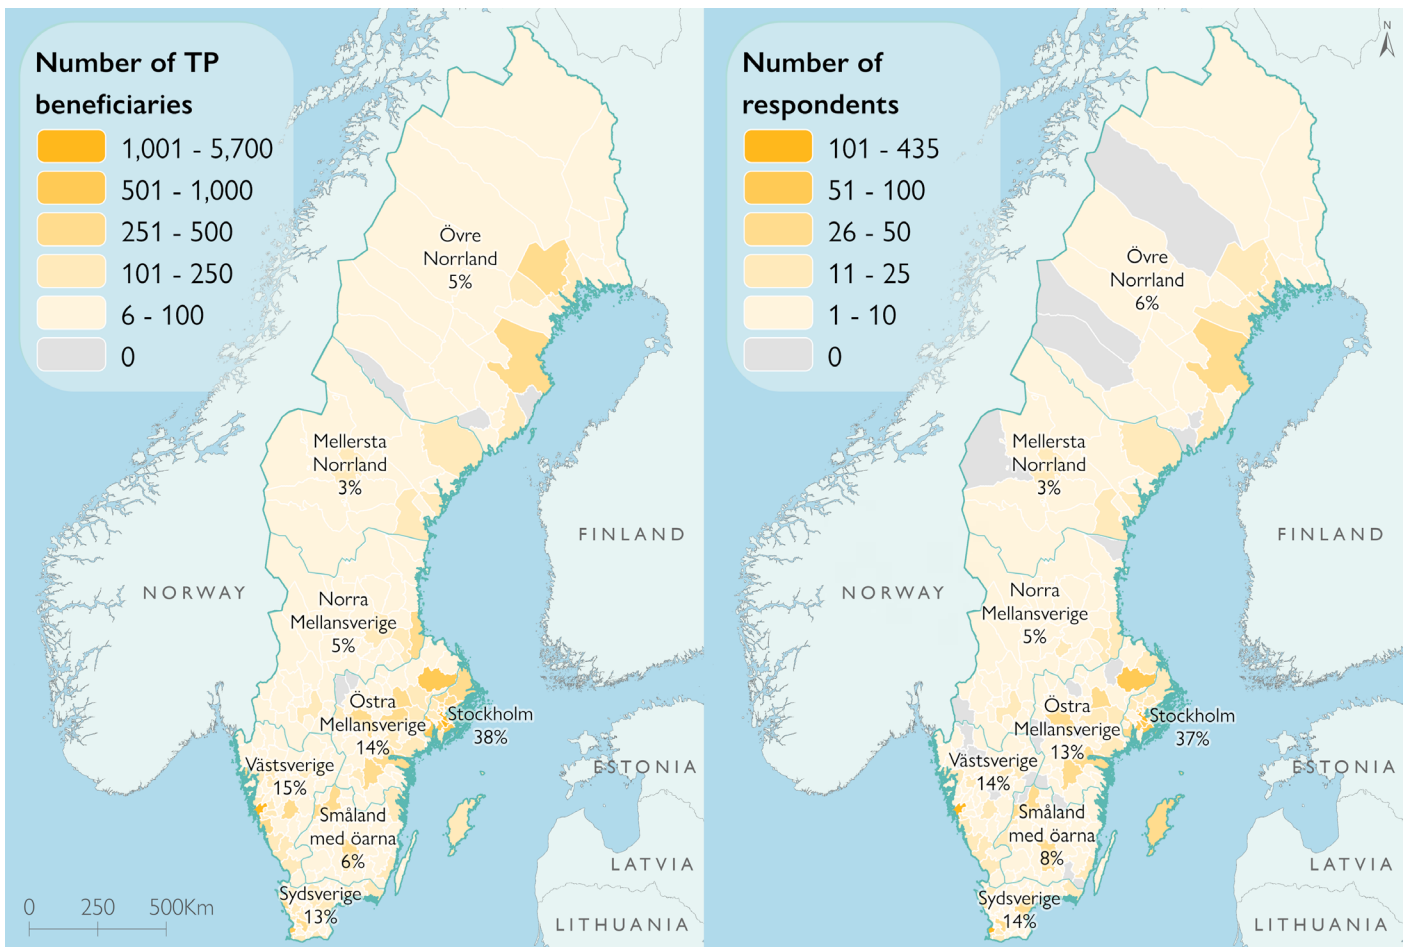 Number of TP
beneficiaries
1,001 - 5,700
501 - 1,000
251 - 500
101 - 250
6 - 100
0
Övre
Norrland
5%
Mellersta
Norrland
3%
FINLAND
NORWAY
Norra
Mellansverige
5%
Östra
Mellansverige
14%
Stockholm
38%
Västsverige
15%
ESTONIA
Småland
med öarna
6%
LATVIA
Sydsverige
13%
0 250 500Km
LITHUANIA
Number of
respondents
101 - 435
51 - 100
26 - 50
11 - 25
1 - 10
0
N
Övre
Norrland
6%
Mellersta
Norrland
3%
FINLAND
NORWAY
Norra
Mellansverige
5%
Östra
Mellansverige
13%
Stockholm
37%
Västsverige
14%
ESTONIA
Småland
med öarna
8%
LATVIA
Sydsverige
14%
LITHUANIA